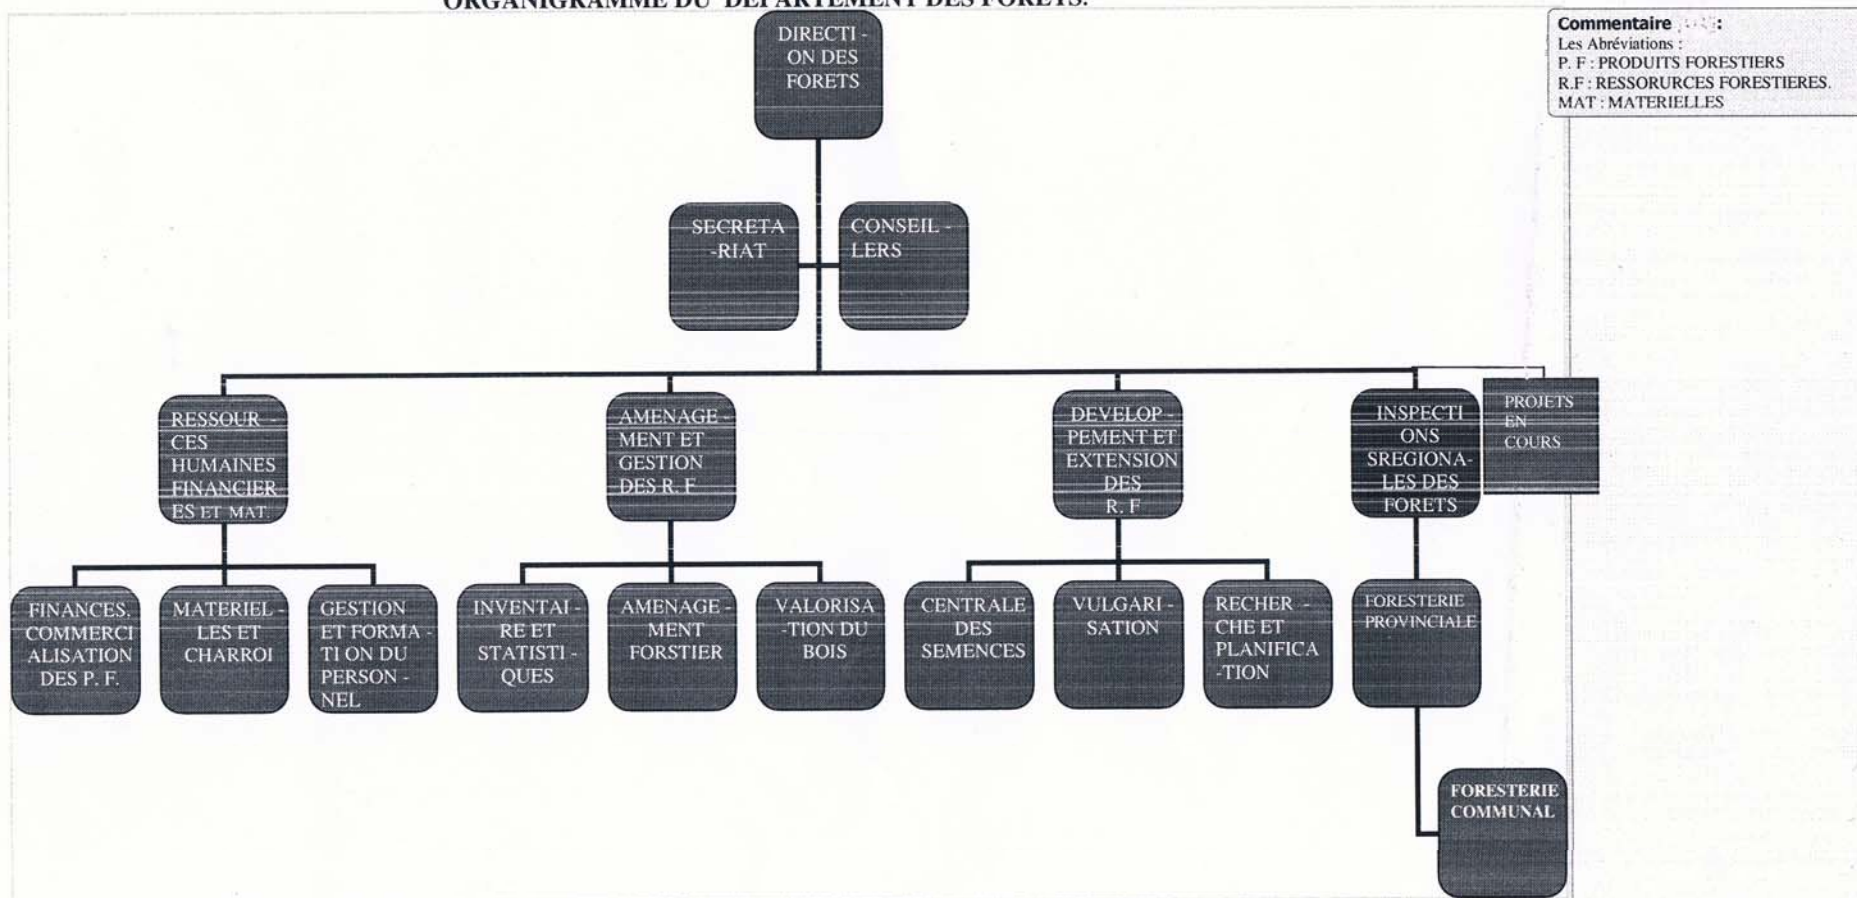 ORGANIGRAMME DU DEPARTEMENT DES FORETS.
Commentaire :
Les Abréviations :
P. F : PRODUITS FORESTIERS
R.F : RESSORURCES FORESTIERES.
MAT : MATERIELLES
DIRECTI -
ON DES
FORETS
SECRETA
-RIAT
CONSEIL -
LERS
RESSOUR -
CES
HUMAINES
FINANCIER
ES ET MAT.
AMENAGE -
MENT ET
GESTION
DES R. F
DEVELOP -
PEMENT ET
EXTENSION
DES
R. F
INSPECTI
ONS
SREGIONA-
LES DES
FORETS
PROJETS
EN
COURS
FINANCES,
COMMERCI
ALISATION
DES P. F.
MATERIEL -
LES ET
CHARROI
GESTION
ET FORMA -
TI ON DU
PERSON -
NEL
INVENTAI -
RE ET
STATISTI -
QUES
AMENAGE -
MENT
FORSTIER
VALORISA
-TION DU
BOIS
CENTRALE
DES
SEMENCES
VULGARI -
SATION
RECHER -
CHE ET
PLANIFICA
-TION
FORESTERIE
PROVINCIALE
FORESTERIE
COMMUNAL